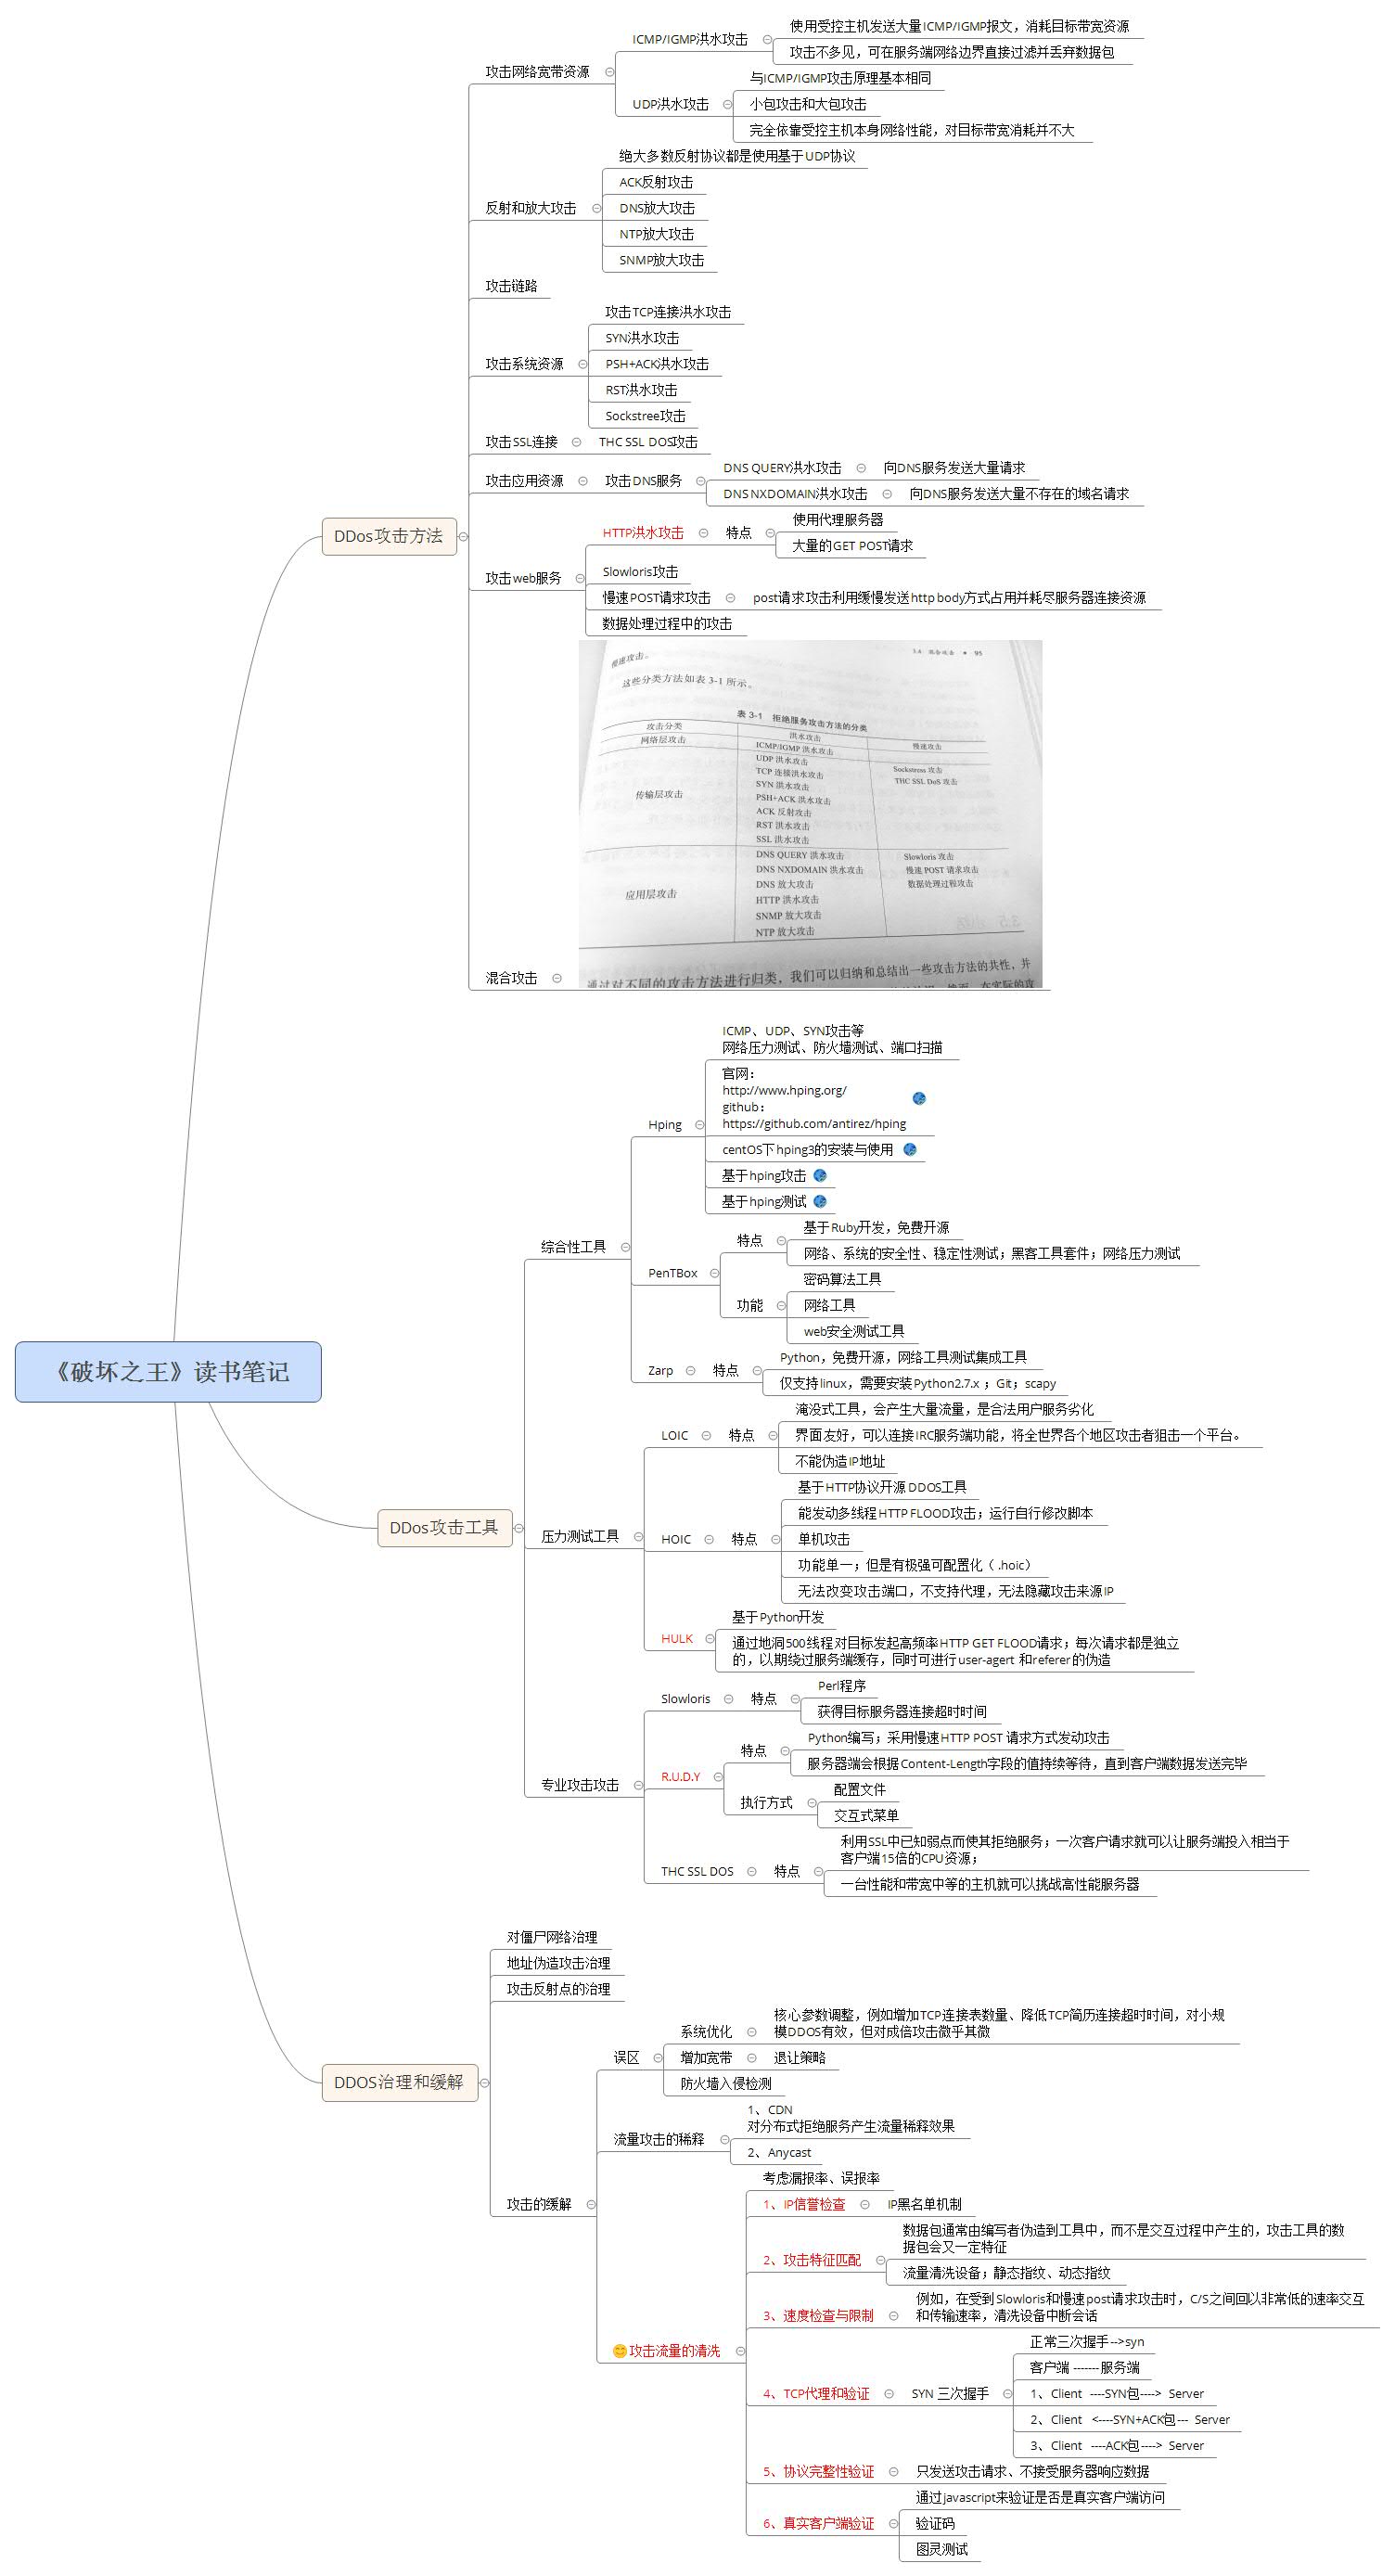 《破坏之王》读书笔记
DDos攻击方法
攻击网络宽带资源
ICMP/IGMP洪水攻击
使用受控主机发送大量ICMP/IGMP报文，消耗目标带宽资源
攻击不多见，可在服务端网络边界直接过滤并丢弃数据包
UDP洪水攻击
与ICMP/IGMP攻击原理基本相同
小包攻击和大包攻击
完全依靠受控主机本身网络性能，对目标带宽消耗并不大
反射和放大攻击
绝大多数反射协议都是使用基于UDP协议
ACK反射攻击
DNS放大攻击
NTP放大攻击
SNMP放大攻击
攻击链路
攻击系统资源
攻击TCP连接洪水攻击
SYN洪水攻击
PSH+ACK洪水攻击
RST洪水攻击
Sockstree攻击
攻击SSL连接
THC SSL DOS攻击
攻击应用资源
攻击DNS服务
DNS QUERY洪水攻击
向DNS服务发送大量请求
DNS NXDOMAIN洪水攻击
向DNS服务发送大量不存在的域名请求
攻击web服务
HTTP洪水攻击
特点
使用代理服务器
大量的GET POST请求
Slowloris攻击
慢速POST请求攻击
post请求攻击利用缓慢发送http body方式占用并耗尽服务器连接资源
数据处理过程中的攻击
混合攻击
3.4 混合攻击 • 95
慢速攻击。
这些分类方法如表 3-1 所示。
表 3-1 拒绝服务攻击方法的分类
攻击分类
洪水攻击
慢速攻击
网络层攻击
ICMP/IGMP 洪水攻击
传输层攻击
UDP 洪水攻击
TCP 连接洪水攻击
SYN 洪水攻击
PSH+ACK 洪水攻击
ACK 反射攻击
RST 洪水攻击
SSL 洪水攻击
Sockstress 攻击
THC SSL DoS 攻击
应用层攻击
DNS QUERY 洪水攻击
DNS NXDOMAIN 洪水攻击
DNS 放大攻击
HTTP 洪水攻击
SNMP 放大攻击
NTP 放大攻击
Slowloris 攻击
慢速 POST 请求攻击
数据处理过程攻击
通过对不同的攻击方法进行归类，我们可以归纳和总结出一些攻击方法的共性，并
DDos攻击工具
综合性工具
Hping
ICMP、UDP、SYN攻击等
网络压力测试、防火墙测试、端口扫描
官网：
http://www.hping.org/
github：
https://github.com/antirez/hping
centOS下hping3的安装与使用
基于hping攻击
基于hping测试
PenTBox
特点
基于Ruby开发，免费开源
网络、系统的安全性、稳定性测试；黑客工具套件；网络压力测试
功能
密码算法工具
网络工具
web安全测试工具
Zarp
特点
Python，免费开源，网络工具测试集成工具
仅支持linux，需要安装Python2.7.x；Git；scapy
压力测试工具
LOIC
特点
淹没式工具，会产生大量流量，是合法用户服务劣化
界面友好，可以连接IRC服务端功能，将全世界各个地区攻击者狙击一个平台。
不能伪造IP地址
HOIC
特点
基于HTTP协议开源DDOS工具
能发动多线程HTTP FLOOD攻击；运行自行修改脚本
单机攻击
功能单一；但是有极强可配置化（.hoic）
无法改变攻击端口，不支持代理，无法隐藏攻击来源IP
HULK
基于Python开发
通过地洞500线程对目标发起高频率HTTP GET FLOOD请求；每次请求都是独立
的，以期绕过服务端缓存，同时可进行user-agert 和referer的伪造
专业攻击攻击
Slowloris
特点
Perl程序
获得目标服务器连接超时时间
R.U.D.Y
特点
Python编写；采用慢速HTTP POST 请求方式发动攻击
服务器端会根据Content-Length字段的值持续等待，直到客户端数据发送完毕
执行方式
配置文件
交互式菜单
THC SSL DOS
特点
利用SSL中已知弱点而使其拒绝服务；一次客户请求就可以让服务端投入相当于
客户端15倍的CPU资源；
一台性能和带宽中等的主机就可以挑战高性能服务器
DDOS治理和缓解
对僵尸网络治理
地址伪造攻击治理
攻击反射点的治理
攻击的缓解
误区
系统优化
核心参数调整，例如增加TCP连接表数量、降低TCP简历连接超时时间，对小规
模DDOS有效，但对成倍攻击微乎其微
增加宽带
退让策略
防火墙入侵检测
流量攻击的稀释
1、CDN
对分布式拒绝服务产生流量稀释效果
2、Anycast
攻击流量的清洗
考虑漏报率、误报率
1、IP信誉检查
IP黑名单机制
2、攻击特征匹配
数据包通常由编写者伪造到工具中，而不是交互过程中产生的，攻击工具的数
据包会又一定特征
流量清洗设备；静态指纹、动态指纹
3、速度检查与限制
例如，在受到Slowloris和慢速post请求攻击时，C/S之间回以非常低的速率交互
和传输速率，清洗设备中断会话
4、TCP代理和验证
SYN 三次握手
正常三次握手-->syn
客户端 -------服务端
1、Client ----SYN包----> Server
2、Client <----SYN+ACK包--- Server
3、Client ----ACK包----> Server
5、协议完整性验证
只发送攻击请求、不接受服务器响应数据
6、真实客户端验证
通过javascript来验证是否是真实客户端访问
验证码
图灵测试